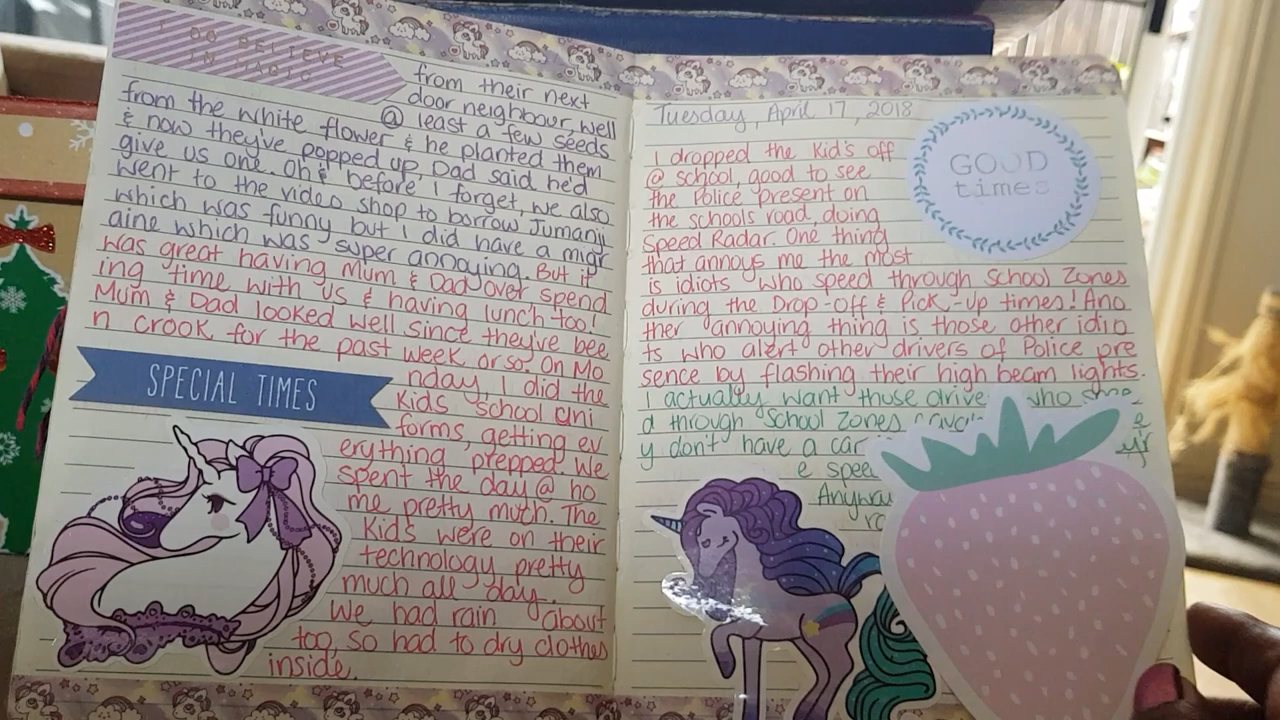 I DO BELIEVE
IN MAGIC
from their next
door neighbour, well
@ least a few seeds
from the white flower & he planted them
& now they've popped up, Dad said he'd
give us one. Oh & before I forget, we also
went to the video shop to borrow Jumanji
which was funny but I did have a migr
aine which was super annoying. But it
was great having Mum & Dad over spend
ing time with us & having lunch too!
Mum & Dad looked well since they've bee
n crook for the past week or so. On Mo
nday, I did the
Kids School Uni
forms, getting ev
erything prepped. We
spent the day @ ho
me pretty much. The
Kids were on their
technology pretty
much all day.
We had rain about
too, so had to dry clothes
inside.
SPECIAL TIMES
Tuesday, April 17, 2018
I dropped the Kid's off
@ school, good to see
the Police present on
the schools road, doing
Speed Radar. One thing
that annoys me the most
is idiots who speed through School Zones
during the Drop-off & Pick-up times! Ano
ther annoying thing is those other idio
ts who alert other drivers of Police pre
sence by flashing their high beam lights.
I actually want those who
d through School Zones
y don't have a car
e
Anyway
GOOD
times